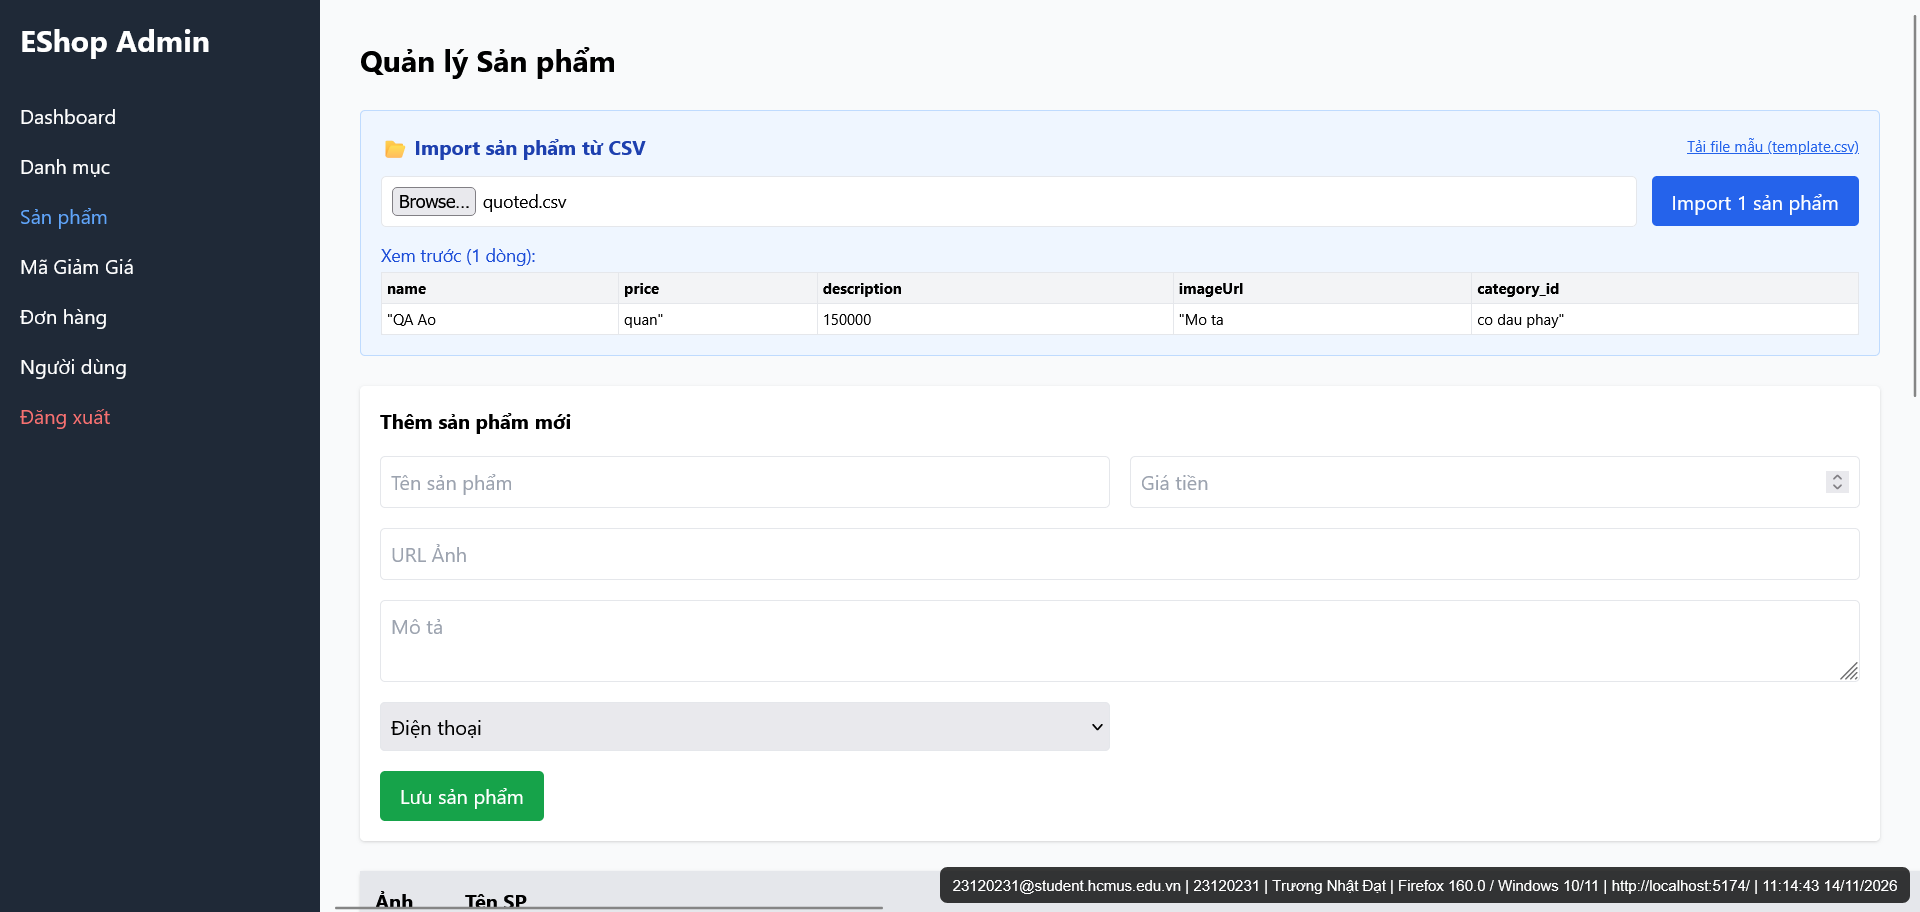 EShop Admin
Dashboard
Danh mục
Sản phẩm
Mã Giảm Giá
Đơn hàng
Người dùng
Đăng xuất
Quản lý Sản phẩm
📂 Import sản phẩm từ CSV
Tải file mẫu (template.csv)
Browse... quoted.csv
Import 1 sản phẩm
Xem trước (1 dòng):
name price description imageUrl category_id
"QA Ao quan" 150000 "Mo ta co dau phay"
Thêm sản phẩm mới
Tên sản phẩm
Giá tiền
URL Ảnh
Mô tả
Điện thoại
Lưu sản phẩm
Ảnh Tên SP
23120231@student.hcmus.edu.vn | 23120231 | Trương Nhật Đạt | Firefox 160.0 / Windows 10/11 | http://localhost:5174/ | 11:14:43 14/11/2026